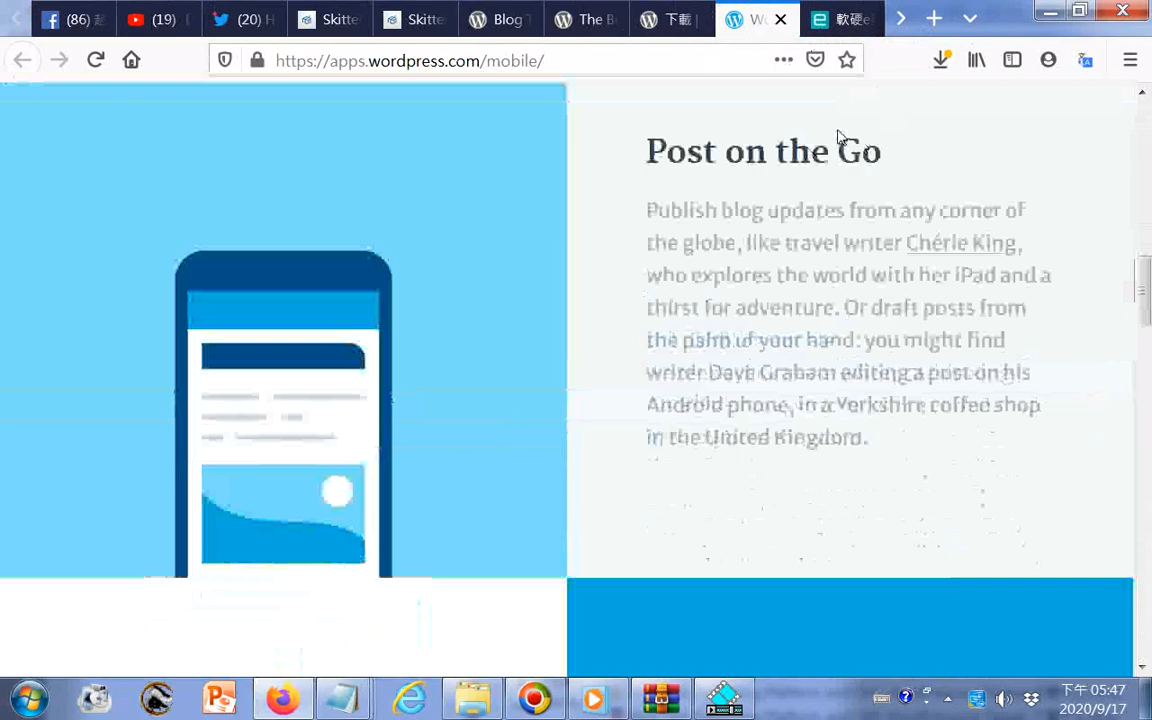 (86)
(19)
(20) H
Skitte
Skitte
Blog T
The B
下載 |
W
軟硬e
https://apps.wordpress.com/mobile/
Post on the Go
Publish blog updates from any corner of
the globe, like travel writer Chérie King,
who explores the world with her iPad and a
thirst for adventure. Or draft posts from
the palm of your hand: you might find
writer Dave Graham editing a post on his
Android phone, in a Yorkshire coffee shop
in the United Kingdom.
下午 05:47
2020/9/17